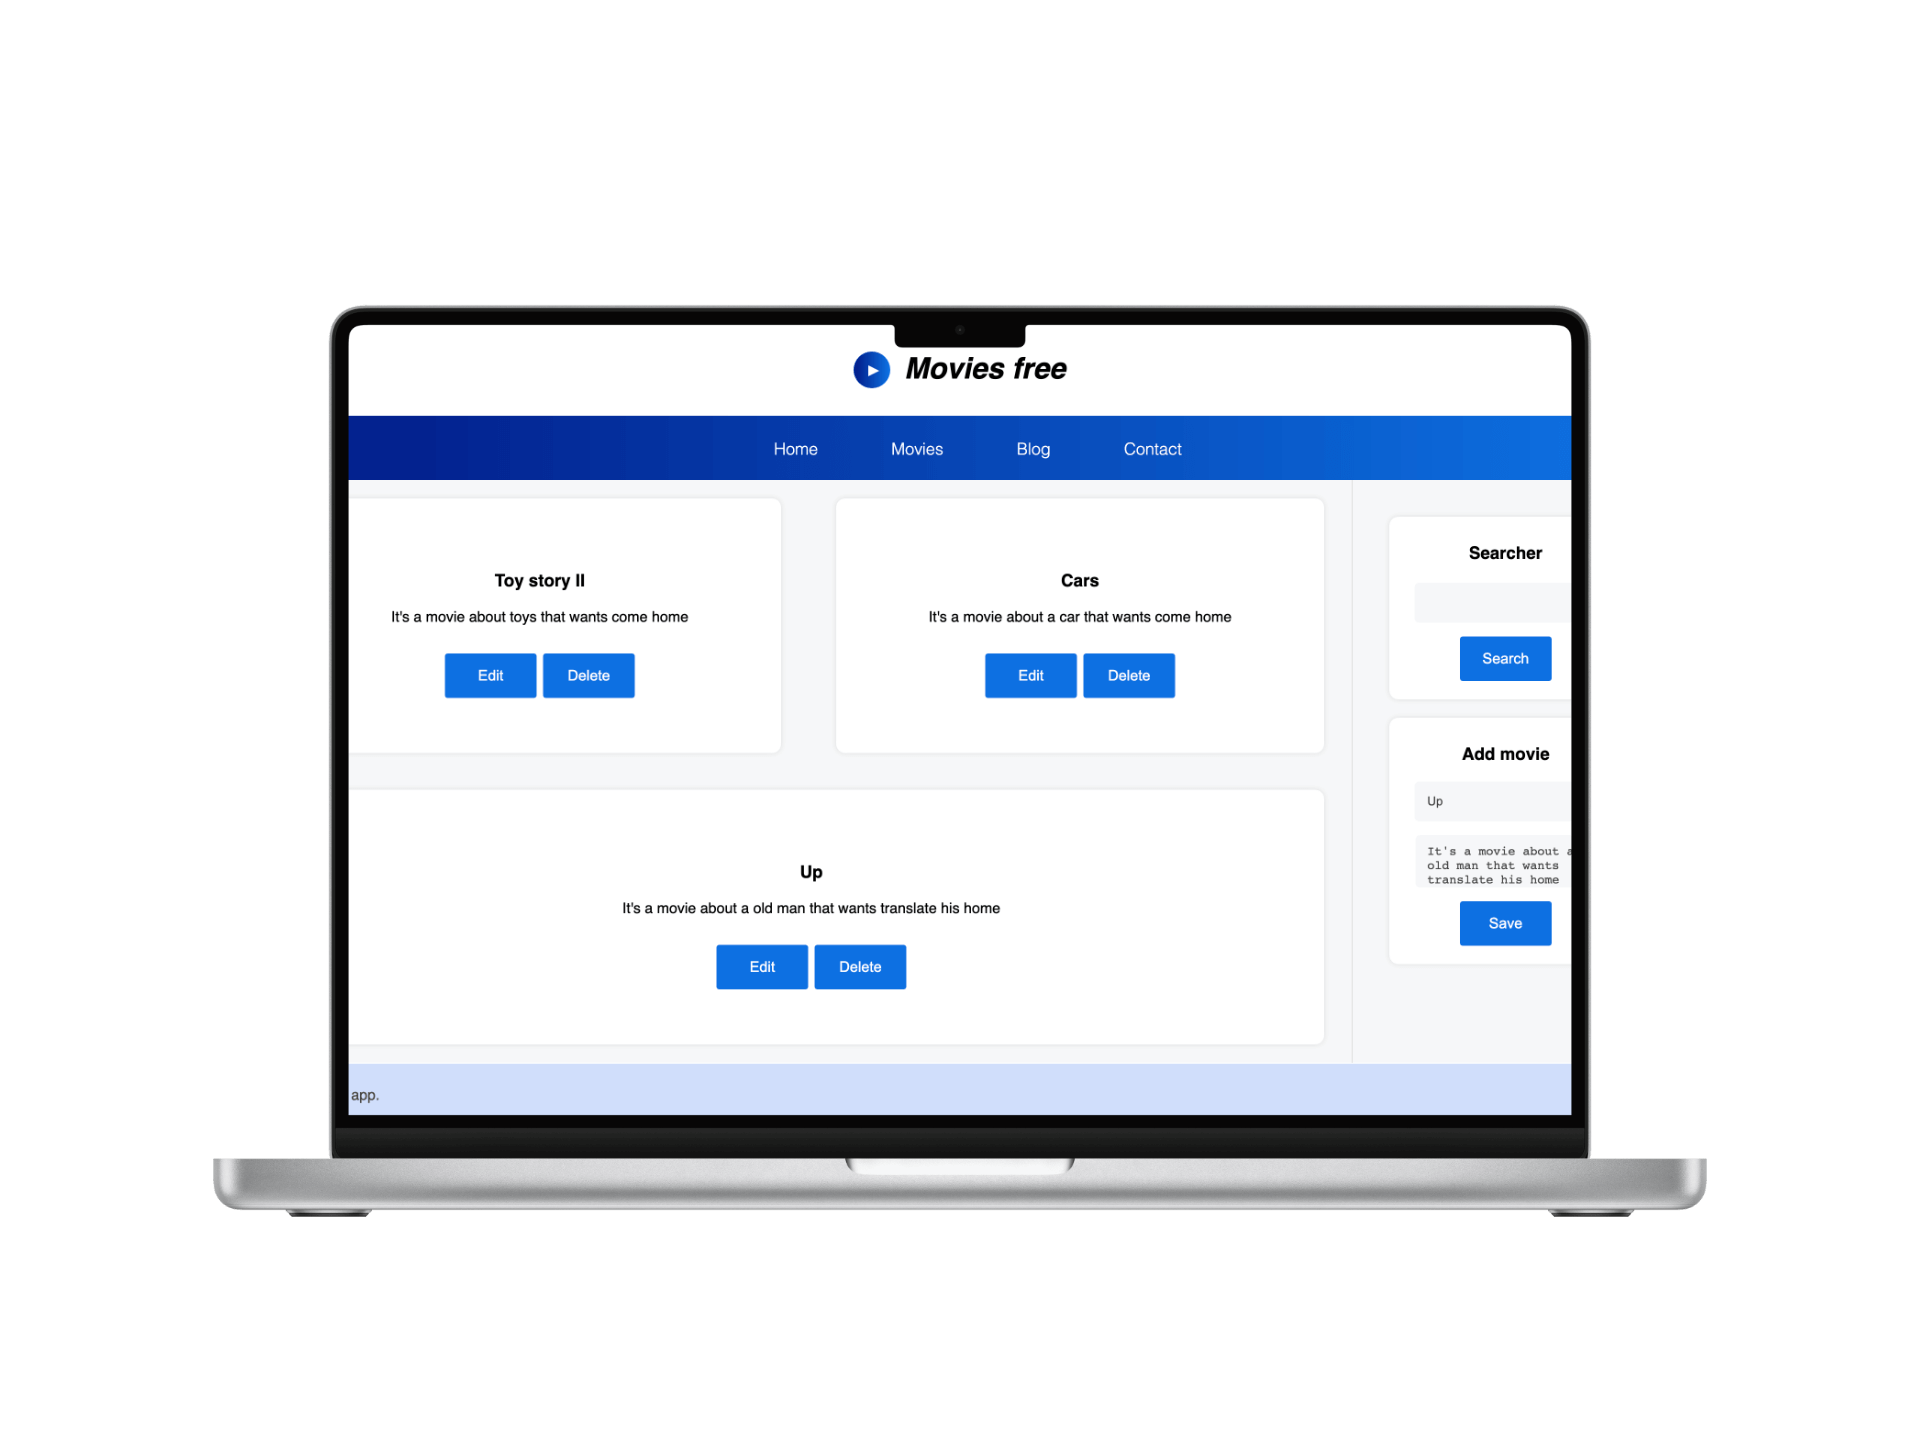 Movies free
Home Movies Blog Contact
Toy story II
It's a movie about toys that wants come home
Edit Delete
Cars
It's a movie about a car that wants come home
Edit Delete
Up
It's a movie about a old man that wants translate his home
Edit Delete
Searcher
Search
Add movie
Up
It's a movie about a
old man that wants
translate his home
Save
app.